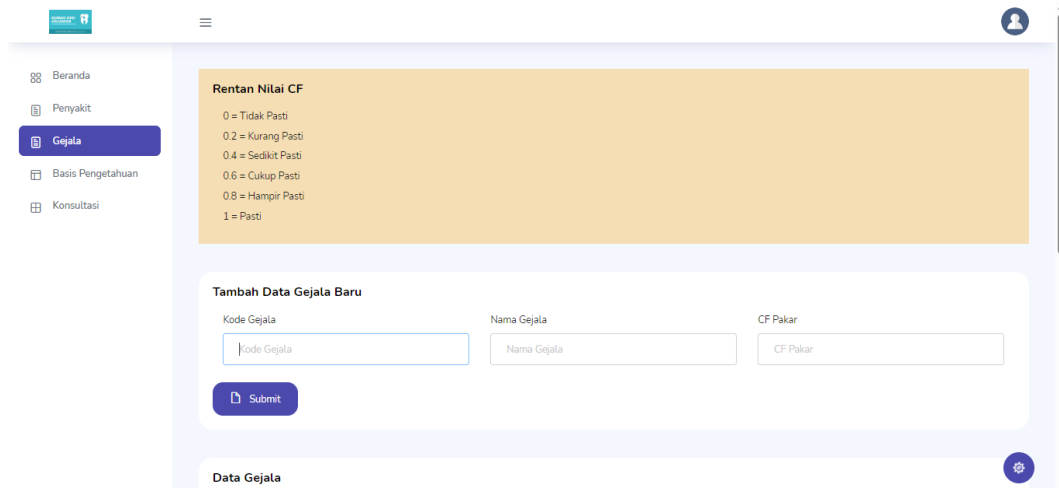 Beranda
Penyakit
Gejala
Basis Pengetahuan
Konsultasi
Rentan Nilai CF
0 = Tidak Pasti
0.2 = Kurang Pasti
0.4 = Sedikit Pasti
0.6 = Cukup Pasti
0.8 = Hampir Pasti
1 = Pasti
Tambah Data Gejala Baru
Kode Gejala Nama Gejala CF Pakar
Kode Gejala Nama Gejala CF Pakar
Submit
Data Gejala